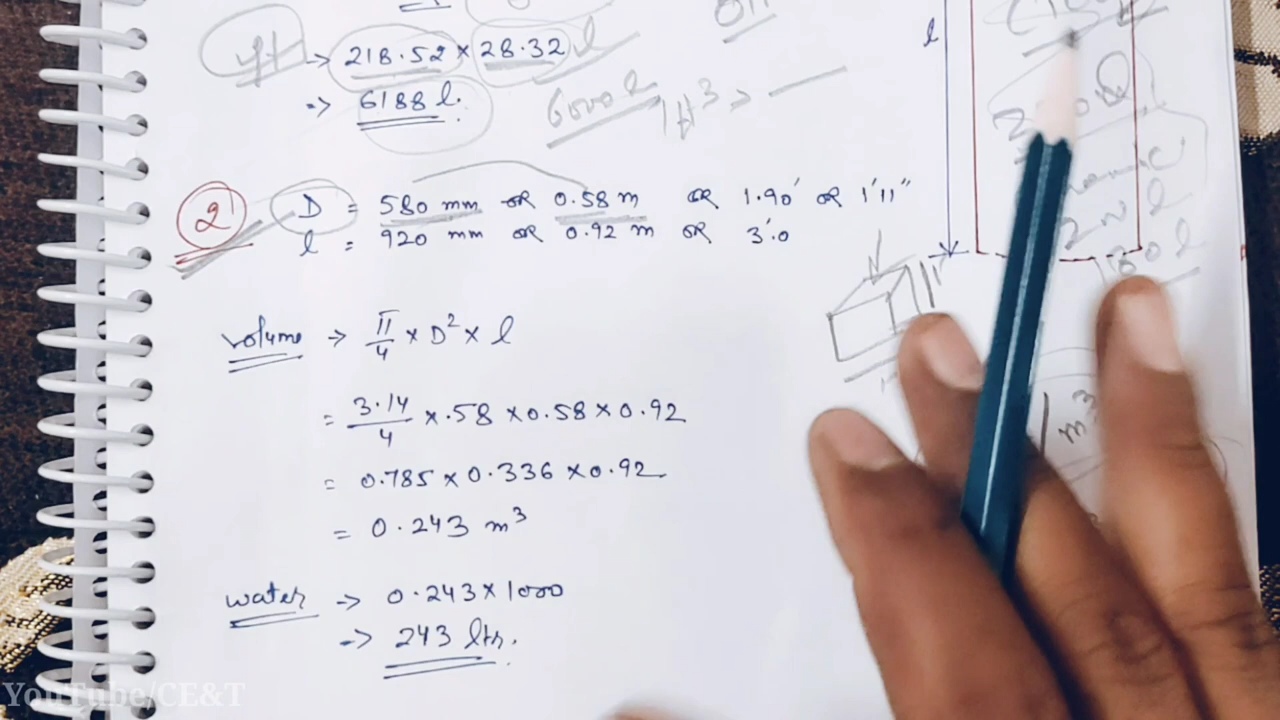 yft → 218.52 × 28.32 l
→ 6188 l.
6000 l
1ft³ →
l
2 D = 580 mm OR 0.58 m OR 1.90' OR 1'11"
l = 920 mm OR 0.92 m OR 3'.0
volume → π/4 × D² × l
= 3.14/4 × .58 × 0.58 × 0.92
= 0.785 × 0.336 × 0.92
= 0.243 m³
m³
water → 0.243 × 1000
→ 243 ltr.
YouTube/CE&T